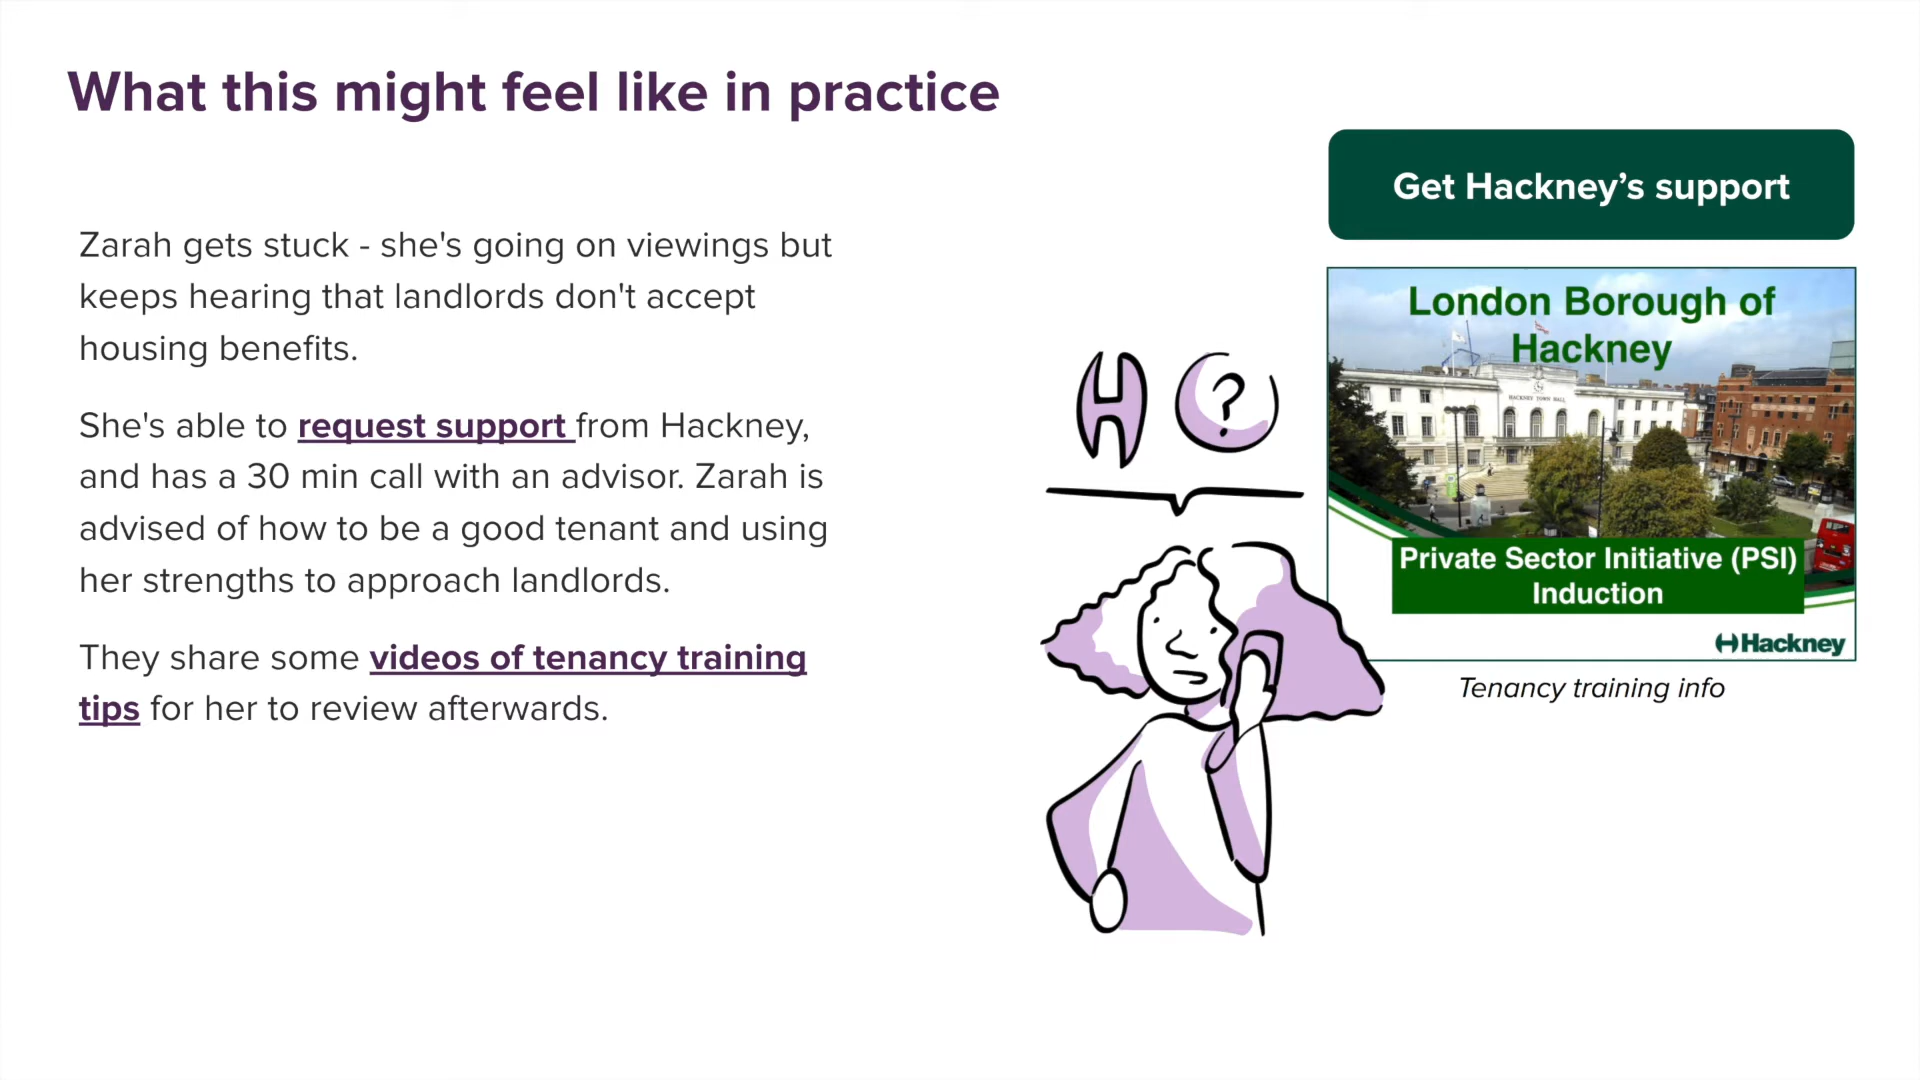 What this might feel like in practice
Zarah gets stuck - she's going on viewings but
keeps hearing that landlords don't accept
housing benefits.
She's able to request support from Hackney,
and has a 30 min call with an advisor. Zarah is
advised of how to be a good tenant and using
her strengths to approach landlords.
They share some videos of tenancy training
tips for her to review afterwards.
?
Get Hackney’s support
London Borough of
Hackney
HACKNEY TOWN HALL
Private Sector Initiative (PSI)
Induction
Hackney
Tenancy training info